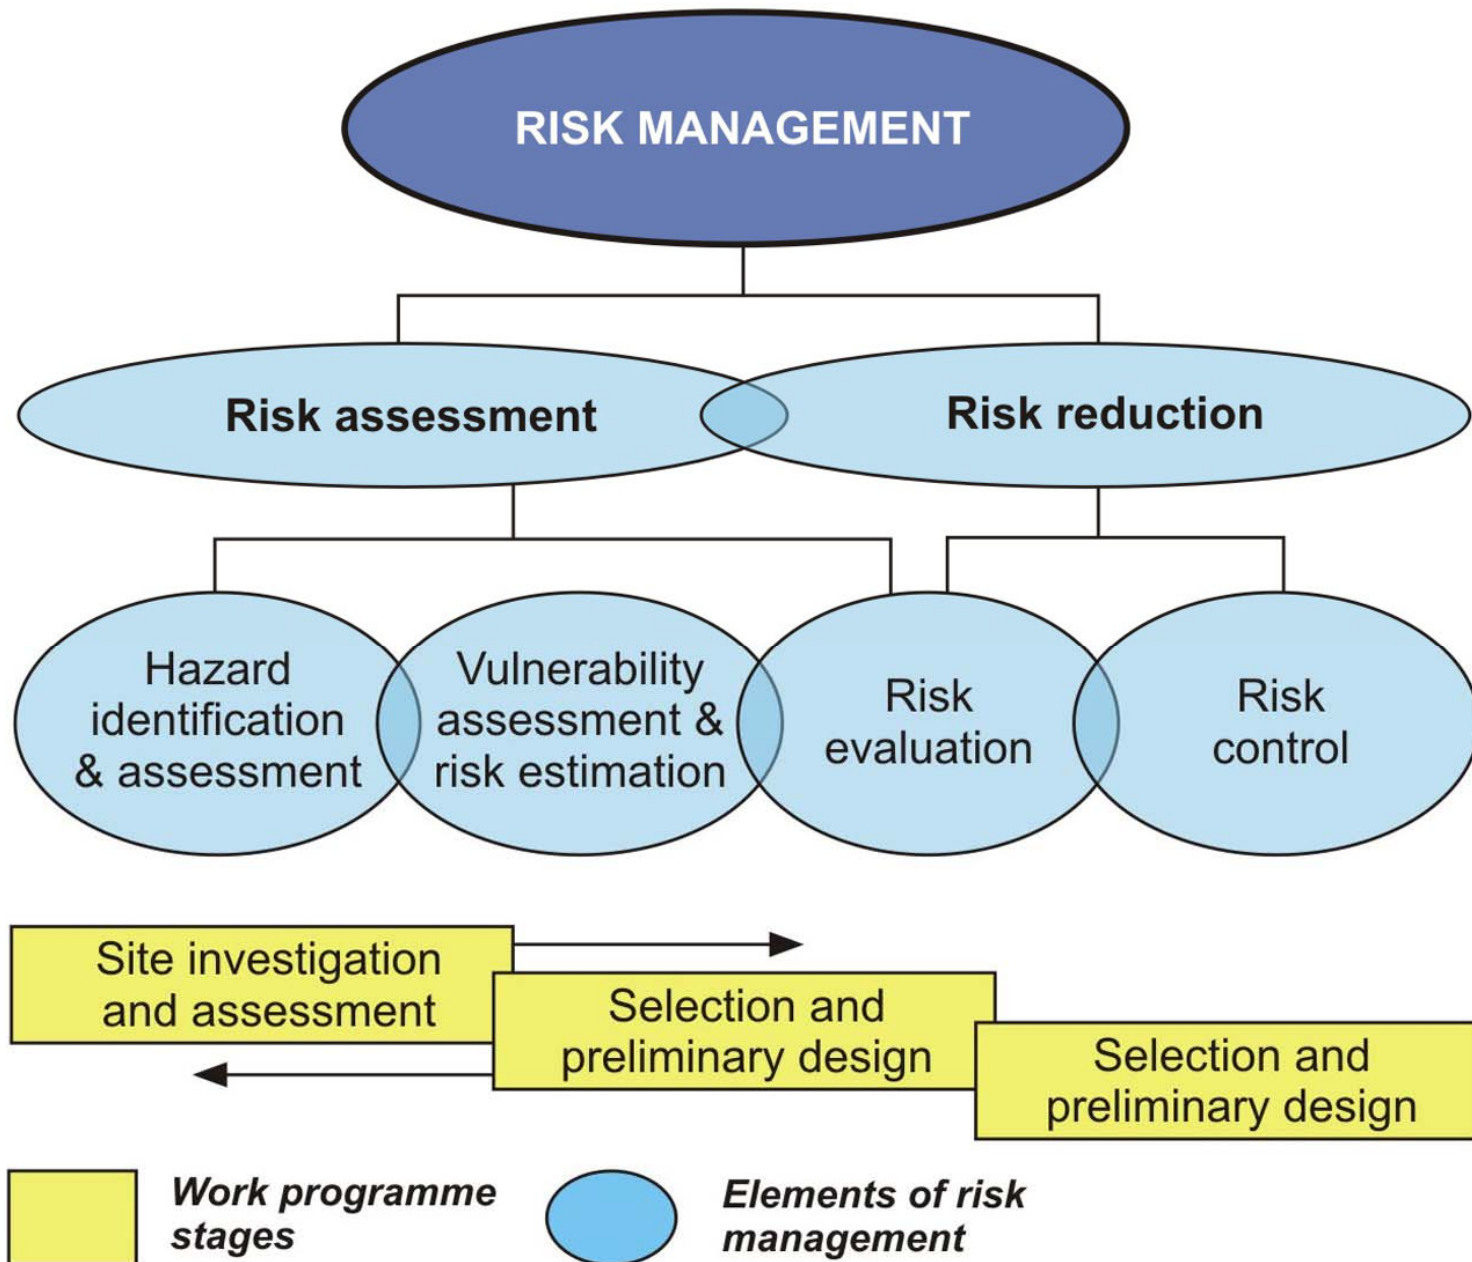 RISK MANAGEMENT
Risk assessment
Risk reduction
Hazard
identification
& assessment
Vulnerability
assessment &
risk estimation
Risk
evaluation
Risk
control
Site investigation
and assessment
Selection and
preliminary design
Selection and
preliminary design
Work programme
stages
Elements of risk
management